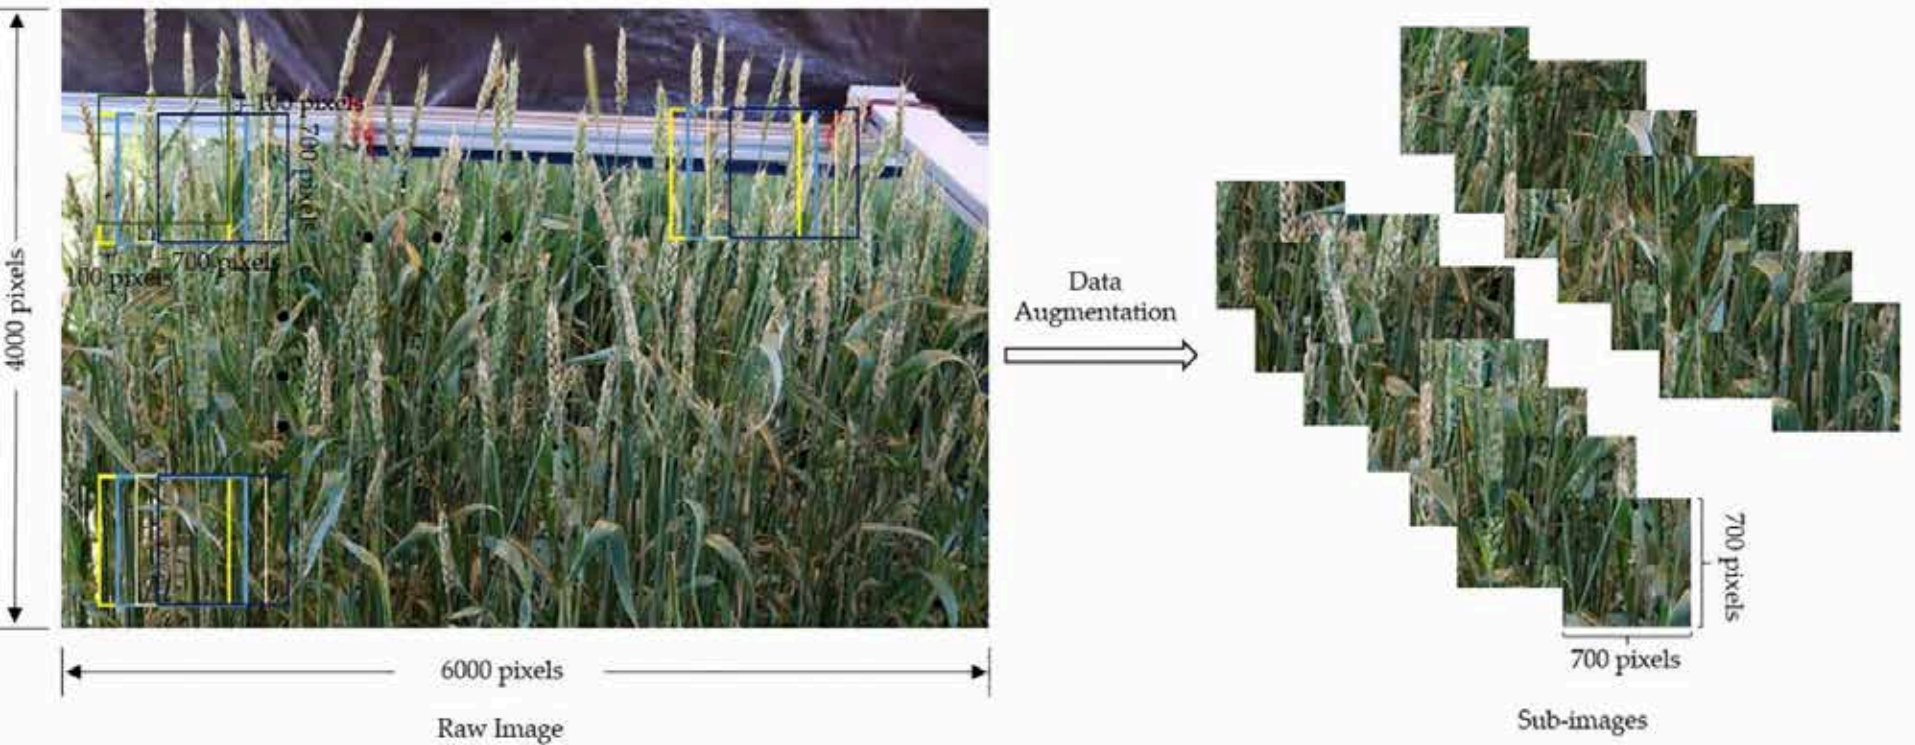 100 pixels
700 pixels
700 pixels
100 pixels
4000 pixels
6000 pixels
Raw Image
Data
Augmentation
700 pixels
700 pixels
Sub-images